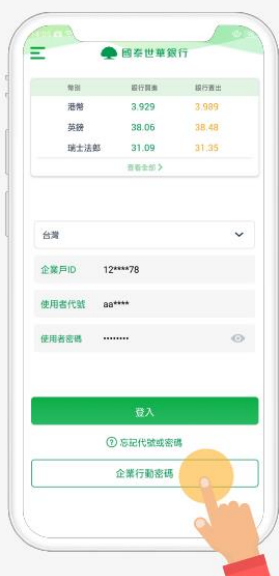 國泰世華銀行
幣別 銀行買進 銀行賣出
港幣 3.929 3.989
英鎊 38.06 38.48
瑞士法郎 31.09 31.35
查看全部 >
台灣
企業戶ID 12****78
使用者代號 aa****
使用者密碼 ••••••••
登入
? 忘記代號或密碼
企業行動密碼